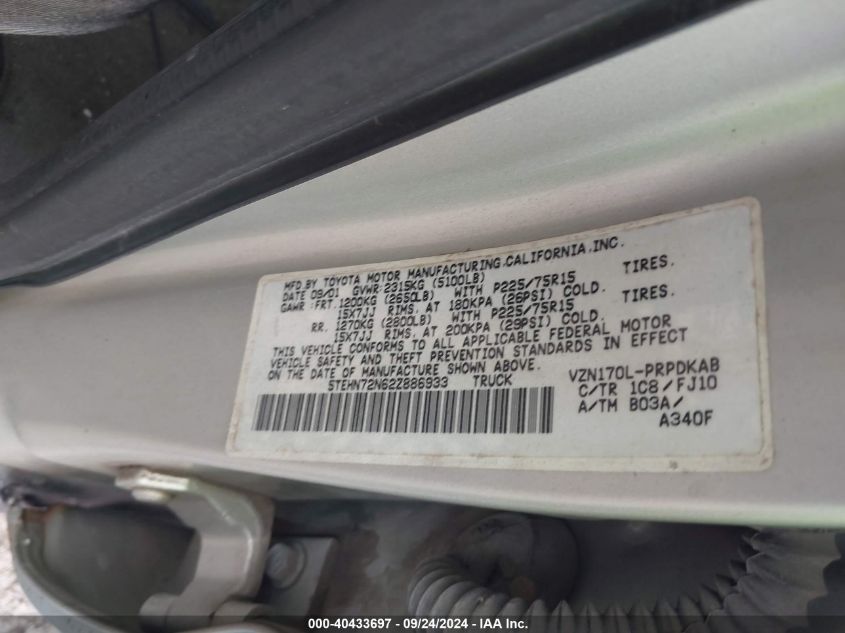 MFD.BY TOYOTA MOTOR MANUFACTURING,CALIFORNIA,INC.
DATE 09/01 GVWR:2315KG (5100LB)
GAWR:FRT.1200KG (2650LB) WITH P225/75R15 TIRES.
15X7JJ RIMS, AT 180KPA (26PSI) COLD.
RR. 1270KG (2800LB) WITH P225/75R15 TIRES.
15X7JJ RIMS, AT 200KPA (29PSI) COLD.
THIS VEHICLE CONFORMS TO ALL APPLICABLE FEDERAL MOTOR
VEHICLE SAFETY AND THEFT PREVENTION STANDARDS IN EFFECT
ON THE DATE OF MANUFACTURE SHOWN ABOVE.
5TEHN72N62Z886933 TRUCK
VZN170L-PRPDKAB
C/TR 1C8/FJ10
A/TM B03A/
A340F
000-40433697 - 09/24/2024 - IAA Inc.